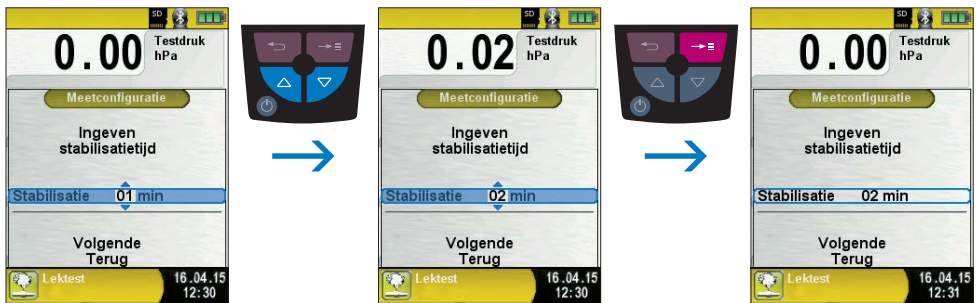 SD
0.00 Testdruk
hPa
Meetconfiguratie
Ingeven
stabilisatietijd
Stabilisatie 01 min
Volgende
Terug
Lektest 16.04.15
12:30
SD
0.02 Testdruk
hPa
Meetconfiguratie
Ingeven
stabilisatietijd
Stabilisatie 02 min
Volgende
Terug
Lektest 16.04.15
12:30
SD
0.00 Testdruk
hPa
Meetconfiguratie
Ingeven
stabilisatietijd
Stabilisatie 02 min
Volgende
Terug
Lektest 16.04.15
12:31